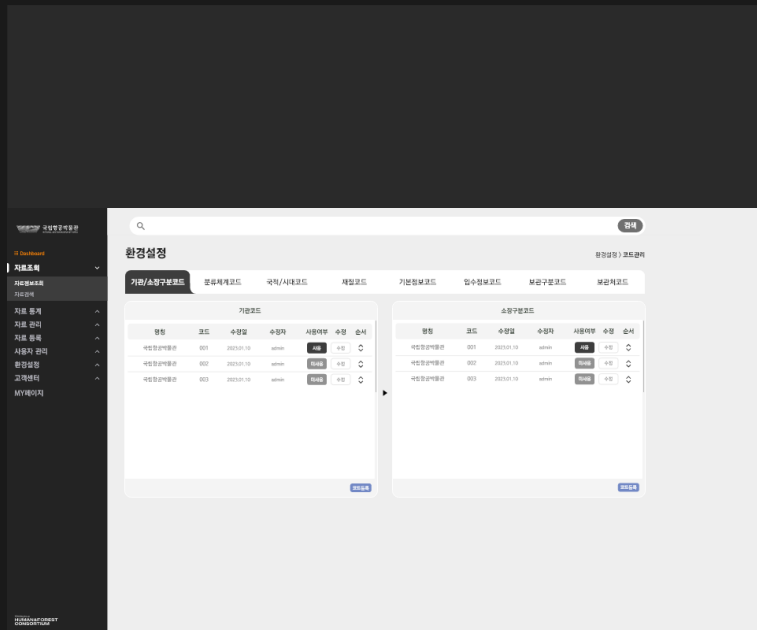 국립항공박물관
검색
Dashboard
자료조회
자료정보조회
자료검색
자료 통계
자료 관리
자료 등록
사용자 관리
환경설정
고객센터
MY페이지
HUMAN&FOREST
CONSORTIUM
환경설정
환경설정 > 코드관리
기관/소장구분코드 분류체계코드 국적/시대코드 재질코드 기본정보코드 입수정보코드 보관구분코드 보관처코드
기관코드
명칭 코드 수정일 수정자 사용여부 수정 순서
국립항공박물관 001 2023.01.10 admin 사용 수정
국립항공박물관 002 2023.01.10 admin 미사용 수정
국립항공박물관 003 2023.01.10 admin 미사용 수정
코드등록
소장구분코드
명칭 코드 수정일 수정자 사용여부 수정 순서
국립항공박물관 001 2023.01.10 admin 사용 수정
국립항공박물관 002 2023.01.10 admin 미사용 수정
국립항공박물관 003 2023.01.10 admin 미사용 수정
코드등록